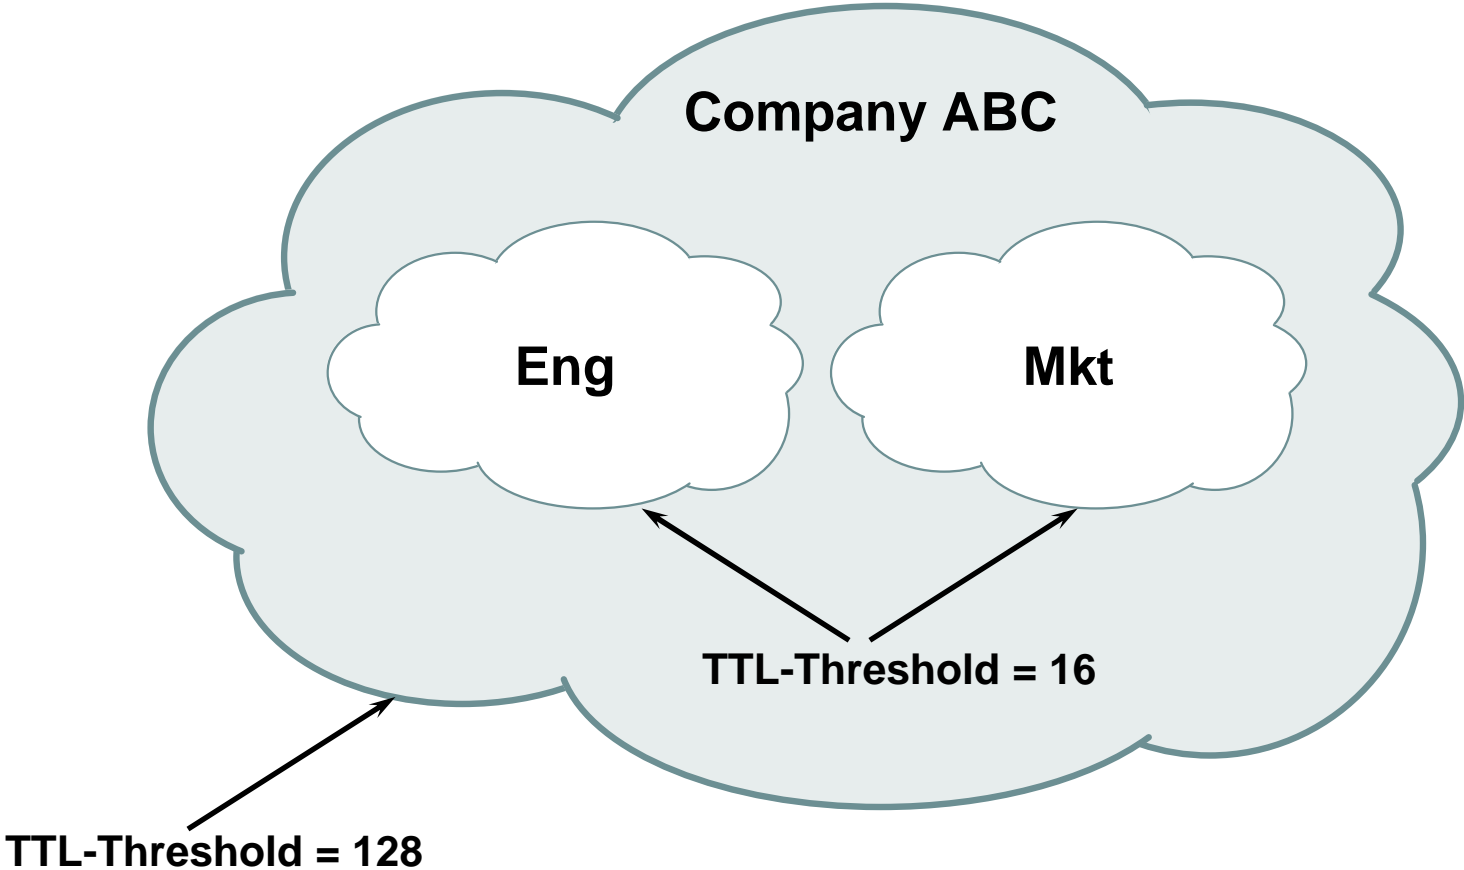 Company ABC
Eng
Mkt
TTL-Threshold = 16
TTL-Threshold = 128